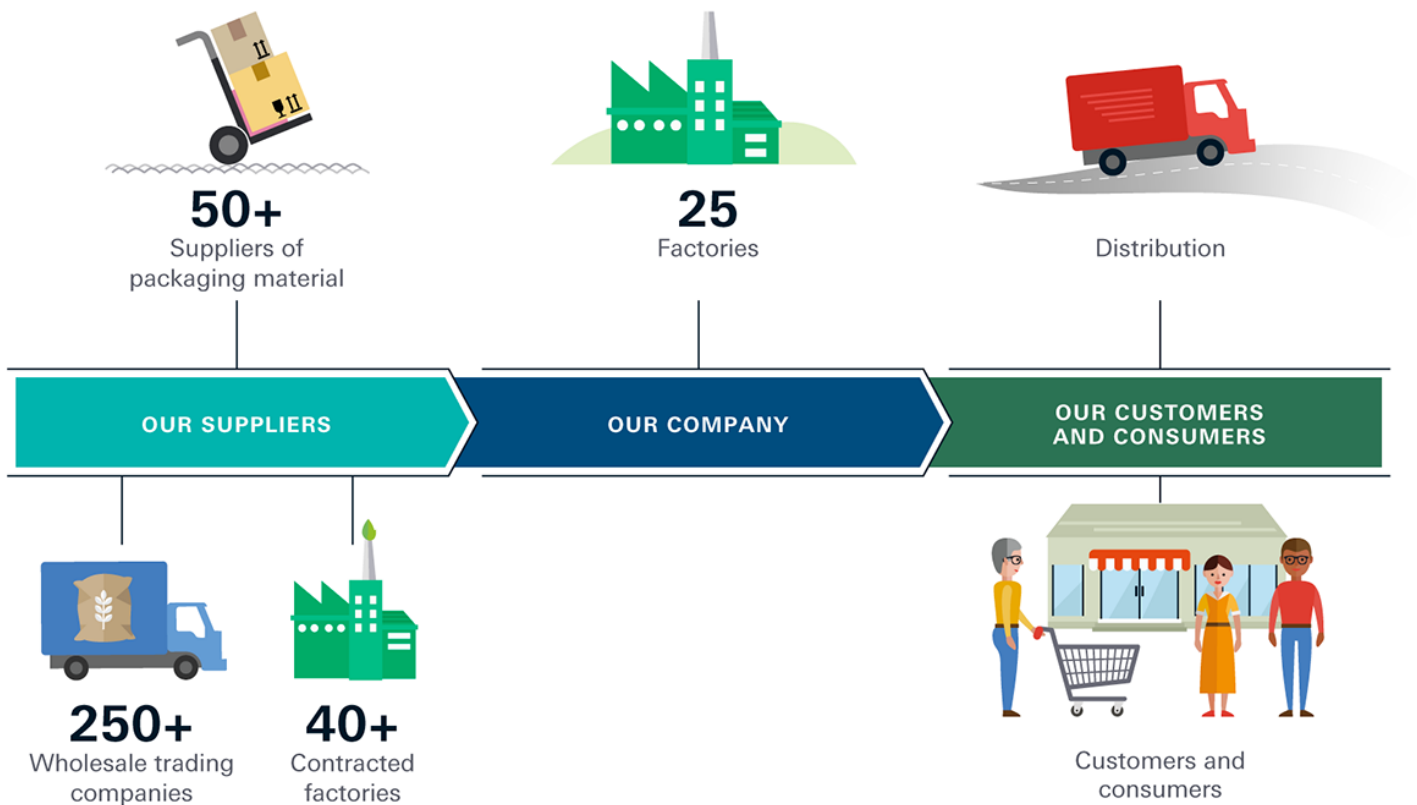 50+
Suppliers of
packaging material
25
Factories
Distribution
OUR SUPPLIERS
OUR COMPANY
OUR CUSTOMERS
AND CONSUMERS
250+
Wholesale trading
companies
40+
Contracted
factories
Customers and
consumers